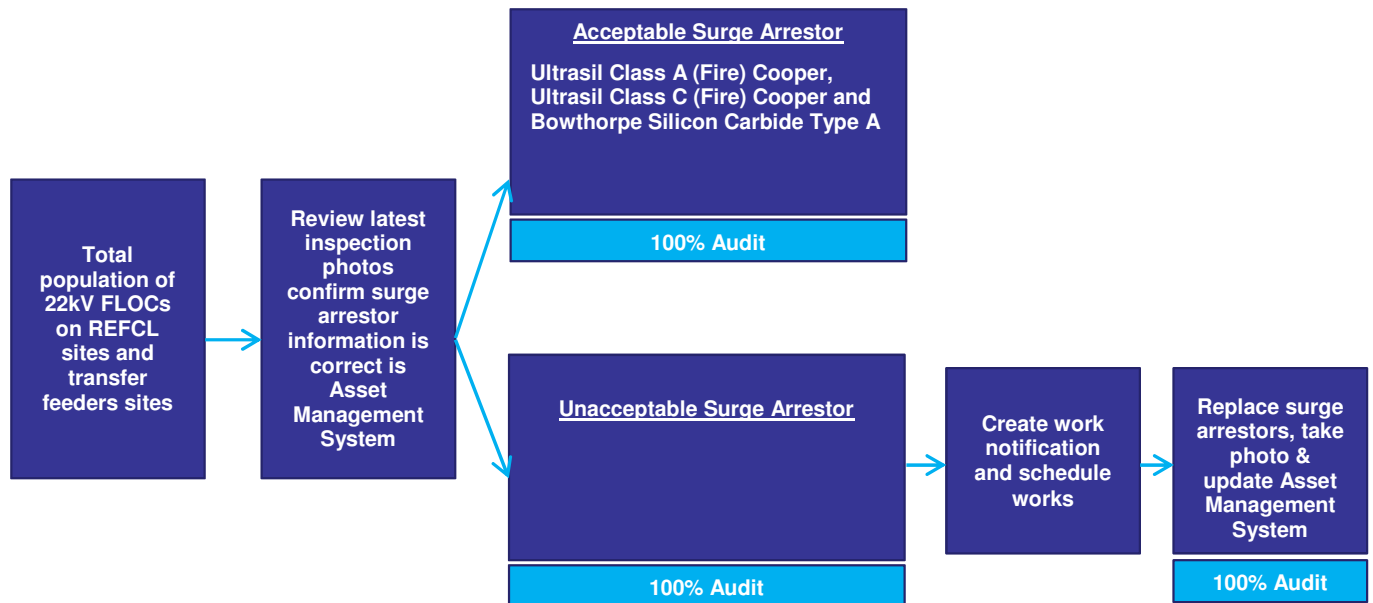 Total
population of
22kV FLOCs
on REFCL
sites and
transfer
feeders sites
Review latest
inspection
photos
confirm surge
arrestor
information is
correct is
Asset
Management
System
Acceptable Surge Arrestor
Ultrasil Class A (Fire) Cooper,
Ultrasil Class C (Fire) Cooper and
Bowthorpe Silicon Carbide Type A
100% Audit
Unacceptable Surge Arrestor
100% Audit
Create work
notification
and schedule
works
Replace surge
arrestors, take
photo &
update Asset
Management
System
100% Audit